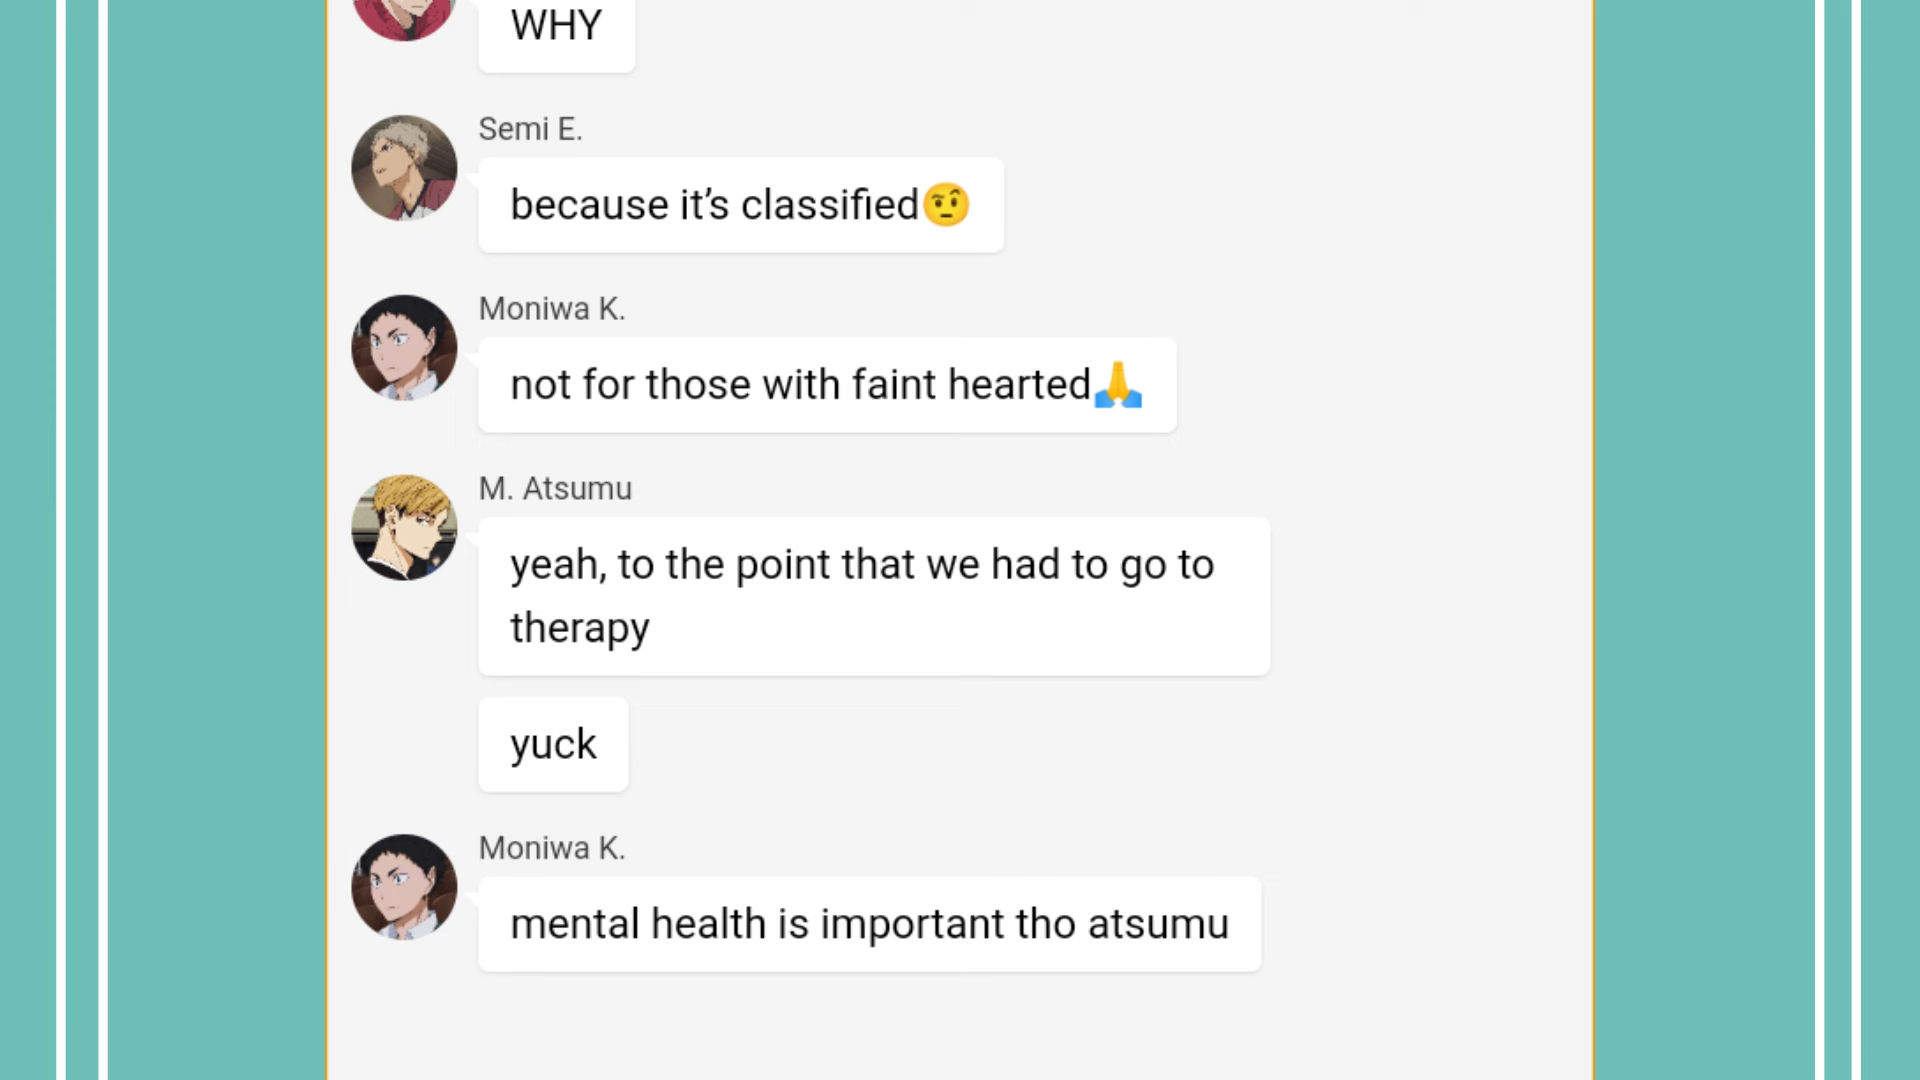 WHY
Semi E.
because it’s classified🤨
Moniwa K.
not for those with faint hearted🙏
M. Atsumu
yeah, to the point that we had to go to
therapy
yuck
Moniwa K.
mental health is important tho atsumu